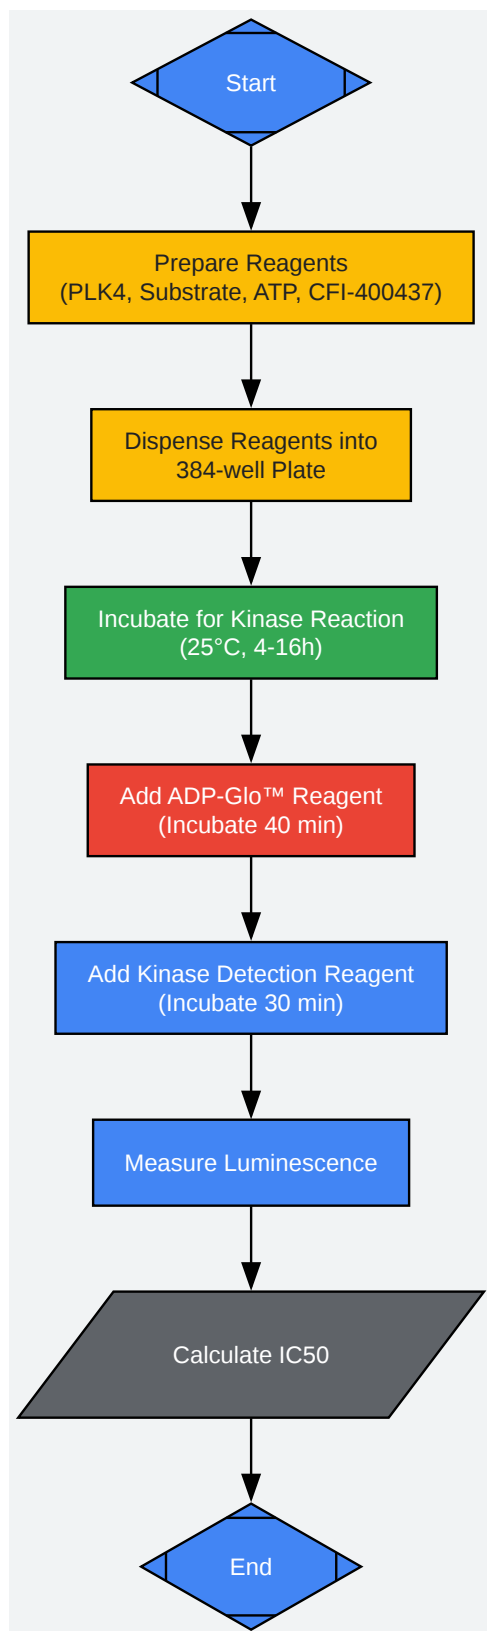 Start
Prepare Reagents
(PLK4, Substrate, ATP, CFI-400437)
Dispense Reagents into
384-well Plate
Incubate for Kinase Reaction
(25°C, 4-16h)
Add ADP-Glo™ Reagent
(Incubate 40 min)
Add Kinase Detection Reagent
(Incubate 30 min)
Measure Luminescence
Calculate IC50
End